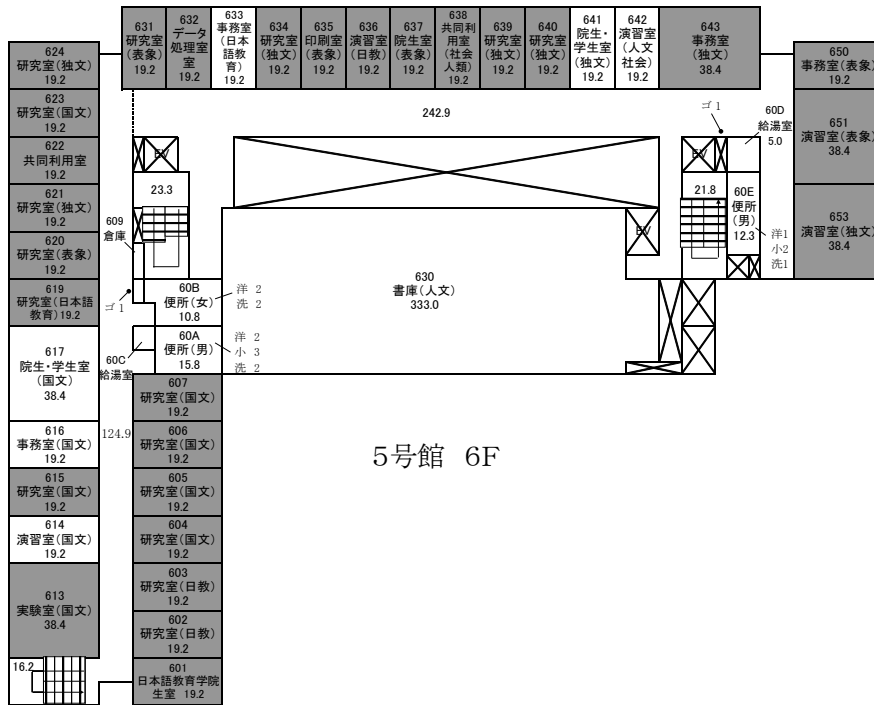 631
研究室
(表象)
19.2
632
データ
処理室
室
19.2
633
事務室
(日本
語教
育)
19.2
634
研究室
(独文)
19.2
635
印刷室
(表象)
19.2
636
演習室
(日教)
19.2
637
院生室
(表象)
19.2
638
共同利
用室
(社会
人類)
19.2
639
研究室
(独文)
19.2
640
研究室
(独文)
19.2
641
院生・
学生室
(独文)
19.2
642
演習室
(人文
社会)
19.2
643
事務室
(独文)
38.4
624
研究室(独文)
19.2
623
研究室(国文)
19.2
622
共同利用室
19.2
621
研究室(独文)
19.2
620
研究室(表象)
19.2
619
研究室(日本語
教育)19.2
617
院生・学生室
(国文)
38.4
616
事務室(国文)
19.2
615
研究室(国文)
19.2
614
演習室(国文)
19.2
613
実験室(国文)
38.4
16.2
650
事務室(表象)
19.2
651
演習室(表象)
38.4
653
演習室(独文)
38.4
242.9
ゴ 1
60D
給湯室
5.0
EV
23.3
609
倉庫
ゴ 1
60B
便所(女)
10.8
洋 2
洗 2
60A
便所(男)
15.8
洋 2
小 3
洗 2
60C
給湯室
124.9
630
書庫(人文)
333.0
EV
EV
21.8
60E
便所
(男)
12.3
洋1
小2
洗1
607
研究室(国文)
19.2
606
研究室(国文)
19.2
605
研究室(国文)
19.2
604
研究室(国文)
19.2
603
研究室(日教)
19.2
602
研究室(日教)
19.2
601
日本語教育学院
生室 19.2
5号館 6F